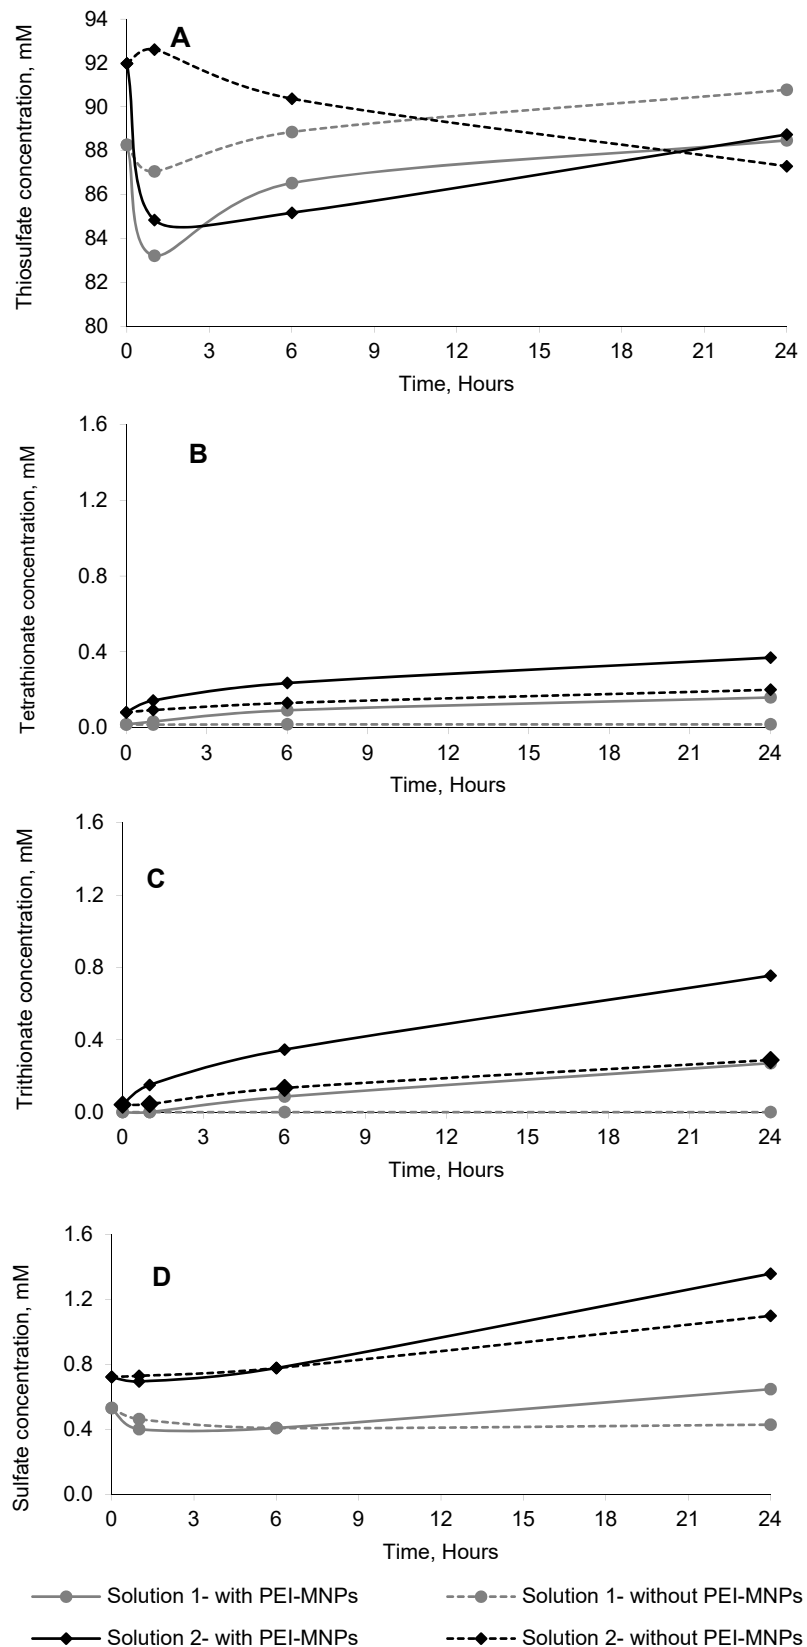 A
Thiosulfate concentration, mM
94
92
90
88
86
84
82
80
0 3 6 9 12 15 18 21 24
Time, Hours
B
Tetrathionate concentration, mM
1.6
1.2
0.8
0.4
0.0
0 3 6 9 12 15 18 21 24
Time, Hours
C
Trithionate concentration, mM
1.6
1.2
0.8
0.4
0.0
0 3 6 9 12 15 18 21 24
Time, Hours
D
Sulfate concentration, mM
1.6
1.2
0.8
0.4
0.0
0 3 6 9 12 15 18 21 24
Time, Hours
Solution 1- with PEI-MNPs
Solution 1- without PEI-MNPs
Solution 2- with PEI-MNPs
Solution 2- without PEI-MNPs